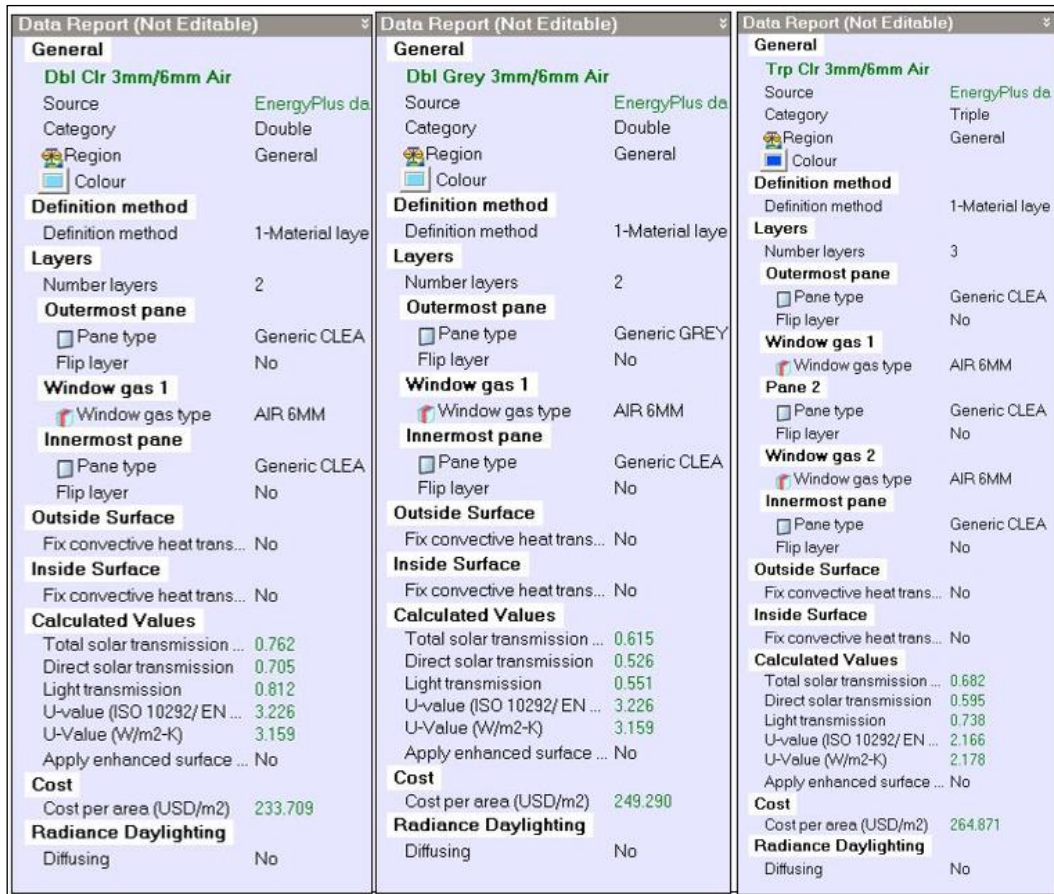 Data Report (Not Editable)
General
Dbl Clr 3mm/6mm Air
Source EnergyPlus da
Category Double
Region General
Colour
Definition method
Definition method 1-Material laye
Layers
Number layers 2
Outermost pane
Pane type Generic CLEA
Flip layer No
Window gas 1
Window gas type AIR 6MM
Innermost pane
Pane type Generic CLEA
Flip layer No
Outside Surface
Fix convective heat trans... No
Inside Surface
Fix convective heat trans... No
Calculated Values
Total solar transmission ... 0.762
Direct solar transmission 0.705
Light transmission 0.812
U-value (ISO 10292/ EN ... 3.226
U-Value (W/m2-K) 3.159
Apply enhanced surface ... No
Cost
Cost per area (USD/m2) 233.709
Radiance Daylighting
Diffusing No
Data Report (Not Editable)
General
Dbl Grey 3mm/6mm Air
Source EnergyPlus da
Category Double
Region General
Colour
Definition method
Definition method 1-Material laye
Layers
Number layers 2
Outermost pane
Pane type Generic GREY
Flip layer No
Window gas 1
Window gas type AIR 6MM
Innermost pane
Pane type Generic CLEA
Flip layer No
Outside Surface
Fix convective heat trans... No
Inside Surface
Fix convective heat trans... No
Calculated Values
Total solar transmission ... 0.615
Direct solar transmission 0.526
Light transmission 0.551
U-value (ISO 10292/ EN ... 3.226
U-Value (W/m2-K) 3.159
Apply enhanced surface ... No
Cost
Cost per area (USD/m2) 249.290
Radiance Daylighting
Diffusing No
Data Report (Not Editable)
General
Trp Clr 3mm/6mm Air
Source EnergyPlus da
Category Triple
Region General
Colour
Definition method
Definition method 1-Material laye
Layers
Number layers 3
Outermost pane
Pane type Generic CLEA
Flip layer No
Window gas 1
Window gas type AIR 6MM
Pane 2
Pane type Generic CLEA
Flip layer No
Window gas 2
Window gas type AIR 6MM
Innermost pane
Pane type Generic CLEA
Flip layer No
Outside Surface
Fix convective heat trans... No
Inside Surface
Fix convective heat trans... No
Calculated Values
Total solar transmission ... 0.682
Direct solar transmission 0.595
Light transmission 0.738
U-value (ISO 10292/ EN ... 2.166
U-Value (W/m2-K) 2.178
Apply enhanced surface ... No
Cost
Cost per area (USD/m2) 264.871
Radiance Daylighting
Diffusing No